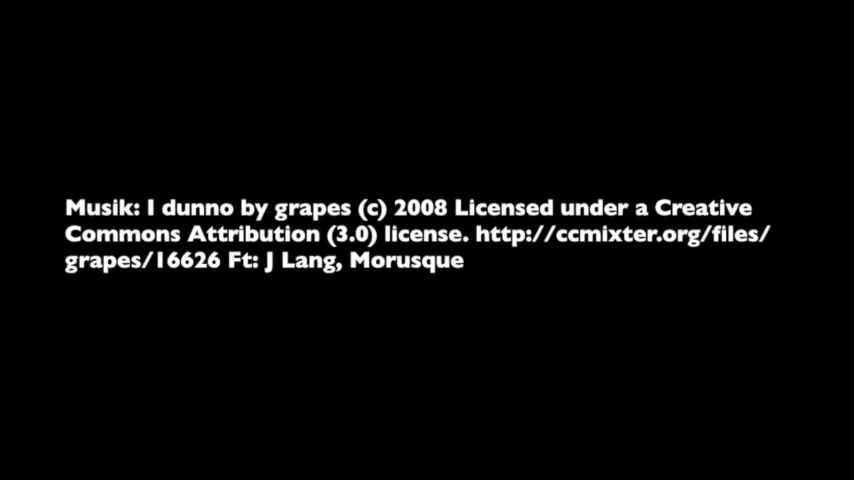 Musik: I dunno by grapes (c) 2008 Licensed under a Creative
Commons Attribution (3.0) license. http://ccmixter.org/files/
grapes/16626 Ft: J Lang, Morusque